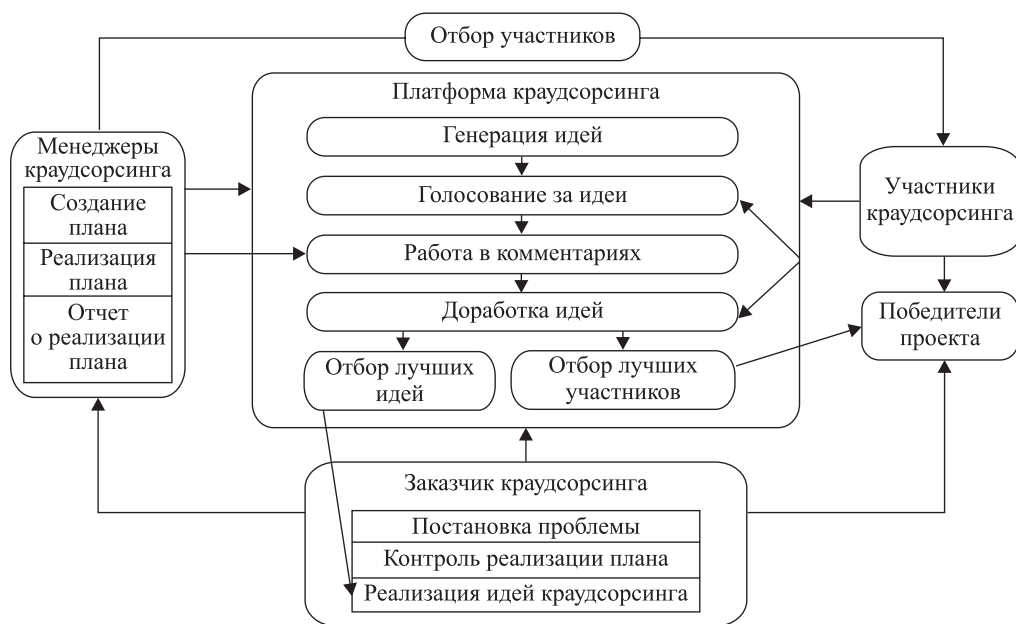 Отбор участников
Платформа краудсорсинга
Генерация идей
Голосование за идеи
Работа в комментариях
Доработка идей
Отбор лучших
идей
Отбор лучших
участников
Менеджеры
краудсорсинга
Создание
плана
Реализация
плана
Отчет
о реализации
плана
Участники
краудсорсинга
Победители
проекта
Заказчик краудсорсинга
Постановка проблемы
Контроль реализации плана
Реализация идей краудсорсинга